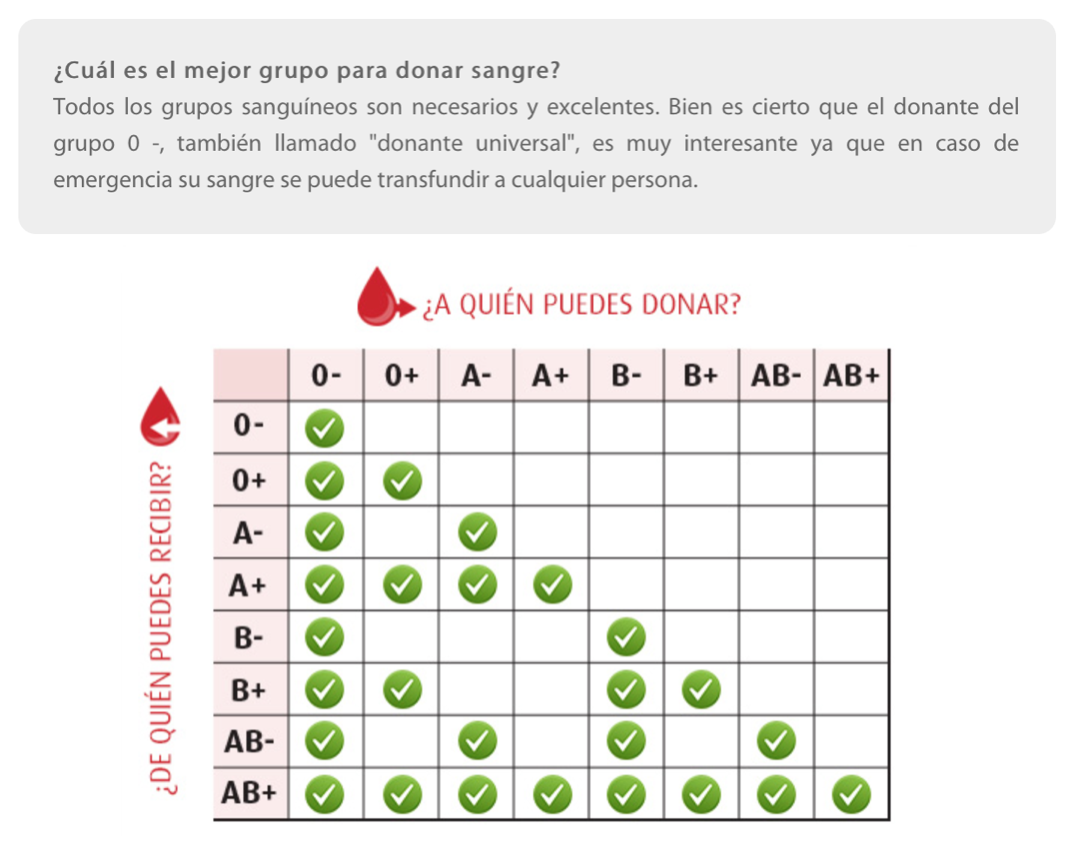 ¿Cuál es el mejor grupo para donar sangre?
Todos los grupos sanguíneos son necesarios y excelentes. Bien es cierto que el donante del
grupo 0 -, también llamado "donante universal", es muy interesante ya que en caso de
emergencia su sangre se puede transfundir a cualquier persona.
¿A QUIÉN PUEDES DONAR?
0- 0+ A- A+ B- B+ AB- AB+
¿DE QUIÉN PUEDES RECIBIR?
0-
0+
A-
A+
B-
B+
AB-
AB+